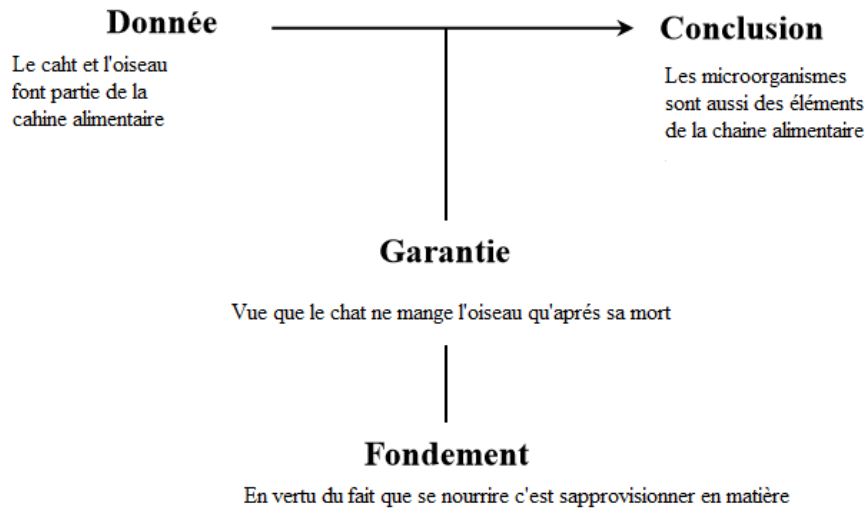 Donnée
Le caht et l'oiseau
font partie de la
cahine alimentaire
Conclusion
Les microorganismes
sont aussi des éléments
de la chaine alimentaire
Garantie
Vue que le chat ne mange l'oiseau qu'aprés sa mort
Fondement
En vertu du fait que se nourrire c'est sapprovisionner en matière